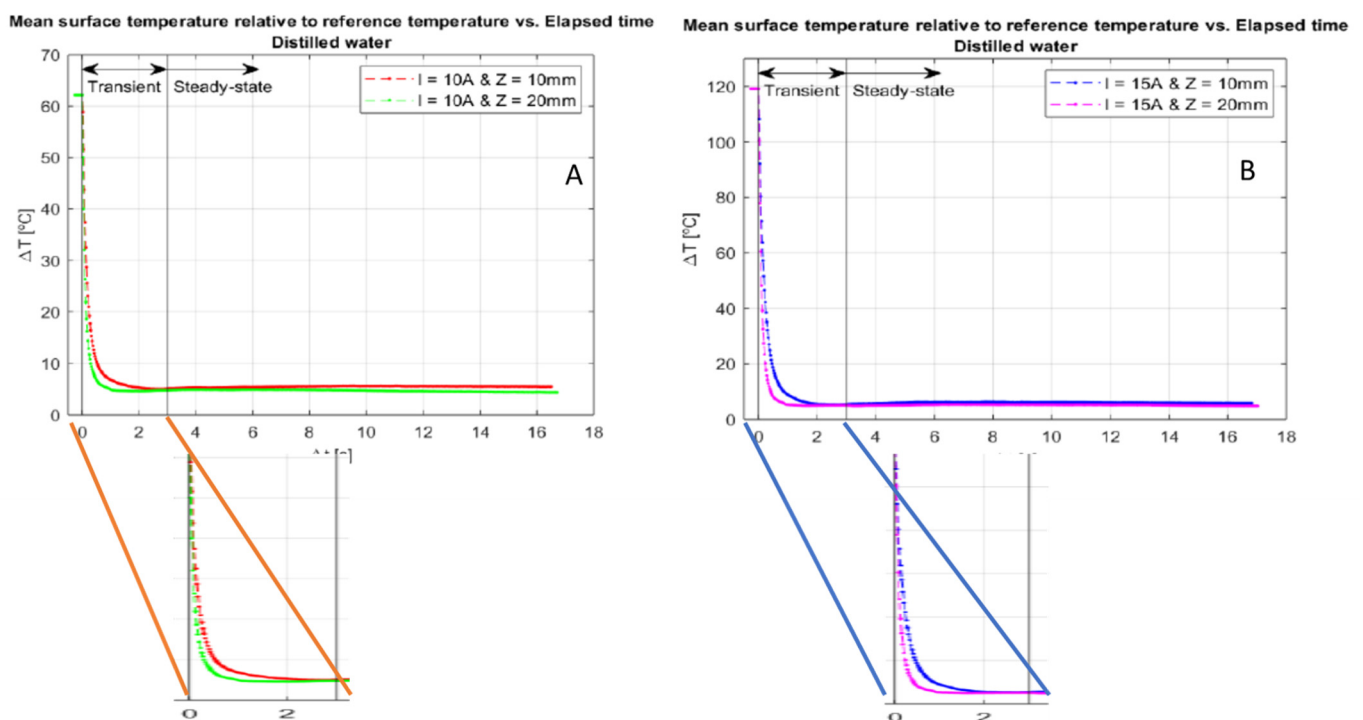 Mean surface temperature relative to reference temperature vs. Elapsed time
Distilled water
70
60
50
40
30
20
10
0
ΔT [ºC]
Transient
Steady-state
I = 10A & Z = 10mm
I = 10A & Z = 20mm
A
0 2 4 6 8 10 12 14 16 18
0 2
Mean surface temperature relative to reference temperature vs. Elapsed time
Distilled water
120
100
80
60
40
20
0
ΔT [ºC]
Transient
Steady-state
I = 15A & Z = 10mm
I = 15A & Z = 20mm
B
0 2 4 6 8 10 12 14 16 18
0 2